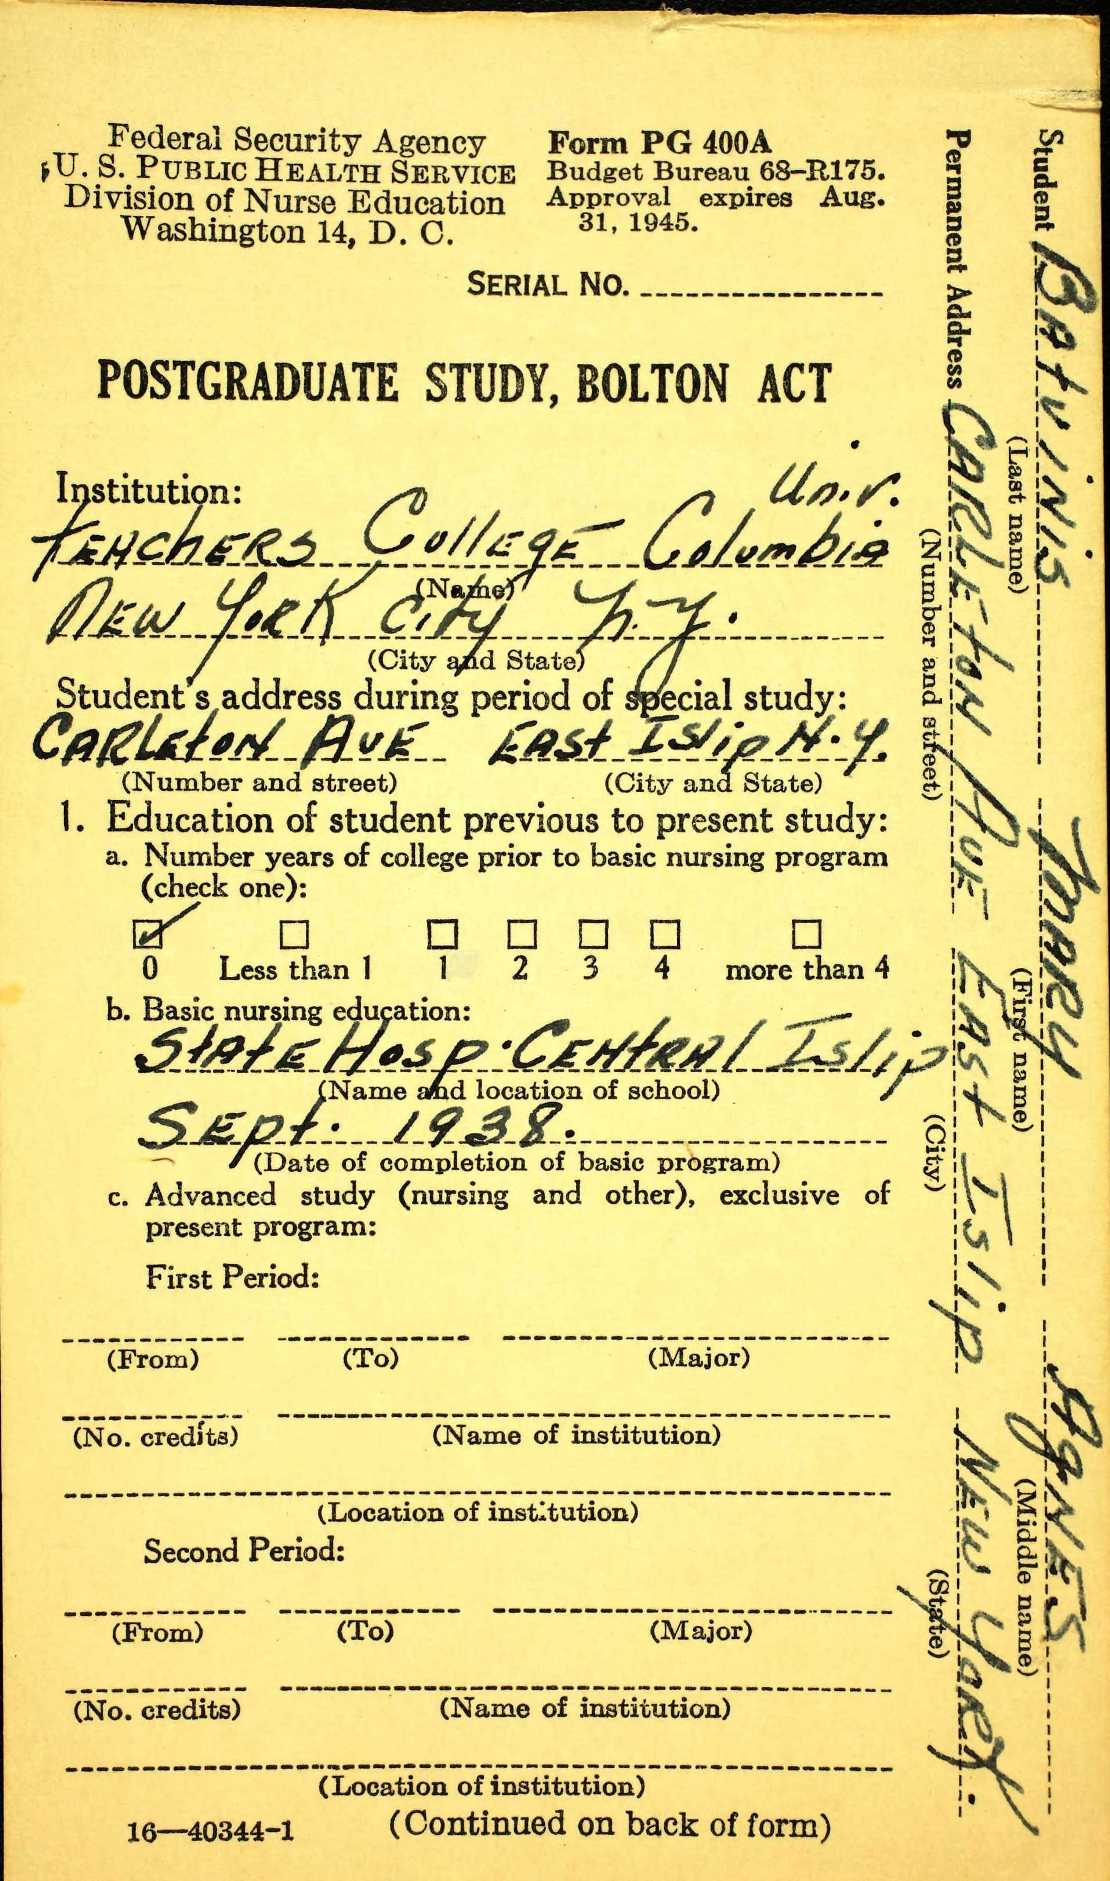 Federal Security Agency
U. S. PUBLIC HEALTH SERVICE
Division of Nurse Education
Washington 14, D. C.
Form PG 400A
Budget Bureau 68–R175.
Approval expires Aug.
31, 1945.
SERIAL NO.
POSTGRADUATE STUDY, BOLTON ACT
Institution:
Univ.
TEACHERS COLLEGE Columbia
(Name)
NEW YORK City N.Y.
(City and State)
Student's address during period of special study:
CARLETON AVE EAST ISlip N.Y.
(Number and street) (City and State)
1. Education of student previous to present study:
a. Number years of college prior to basic nursing program
(check one):
0 Less than 1 1 2 3 4 more than 4
b. Basic nursing education:
STATE HOSP. CENTRAL ISlip
(Name and location of school)
SEpt. 1938.
(Date of completion of basic program)
c. Advanced study (nursing and other), exclusive of
present program:
First Period:
(From) (To) (Major)
(No. credits) (Name of institution)
(Location of institution)
Second Period:
(From) (To) (Major)
(No. credits) (Name of institution)
(Location of institution)
16—40344-1 (Continued on back of form)
Student BAtviNis MARY AgNES
(Last name) (First name) (Middle name)
Permanent Address CARLEtON AVE EASt ISlip NEW YORK.
(Number and street) (City) (State)